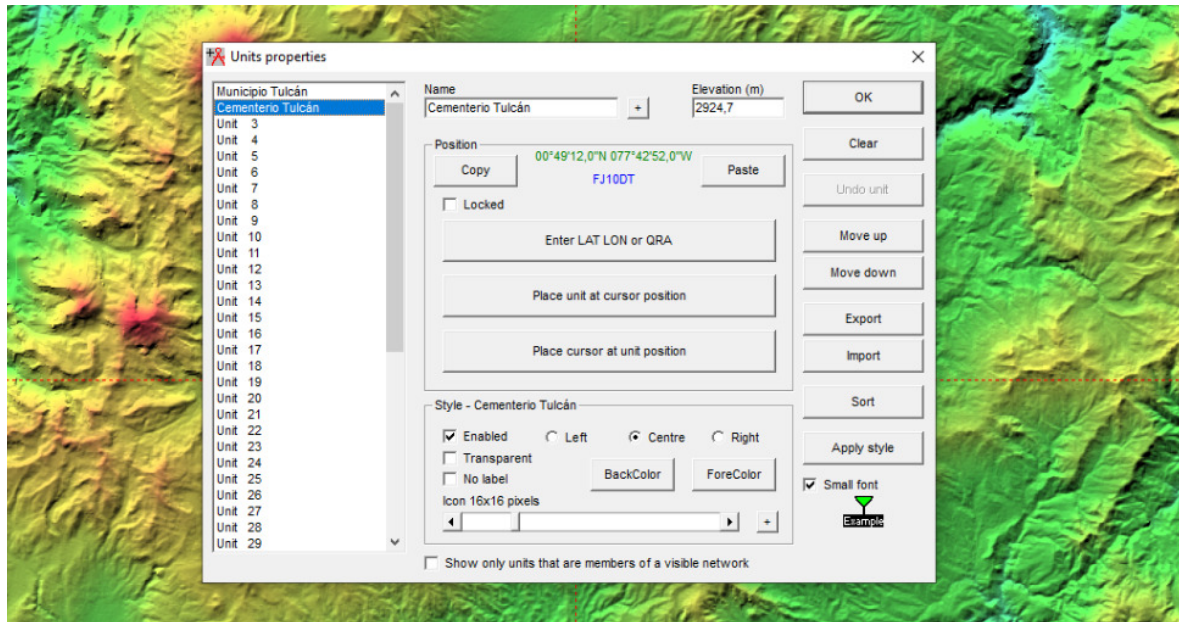 Units properties
Municipio Tulcán
Cementerio Tulcán
Unit 3
Unit 4
Unit 5
Unit 6
Unit 7
Unit 8
Unit 9
Unit 10
Unit 11
Unit 12
Unit 13
Unit 14
Unit 15
Unit 16
Unit 17
Unit 18
Unit 19
Unit 20
Unit 21
Unit 22
Unit 23
Unit 24
Unit 25
Unit 26
Unit 27
Unit 28
Unit 29
Name
Elevation (m)
Cementerio Tulcán
+
2924,7
Position
Copy
00°49'12,0"N 077°42'52,0"W
FJ10DT
Paste
Locked
Enter LAT LON or QRA
Place unit at cursor position
Place cursor at unit position
Style - Cementerio Tulcán
Enabled
Left
Centre
Right
Transparent
No label
BackColor
ForeColor
Icon 16x16 pixels
+
Show only units that are members of a visible network
OK
Clear
Undo unit
Move up
Move down
Export
Import
Sort
Apply style
Small font
Example